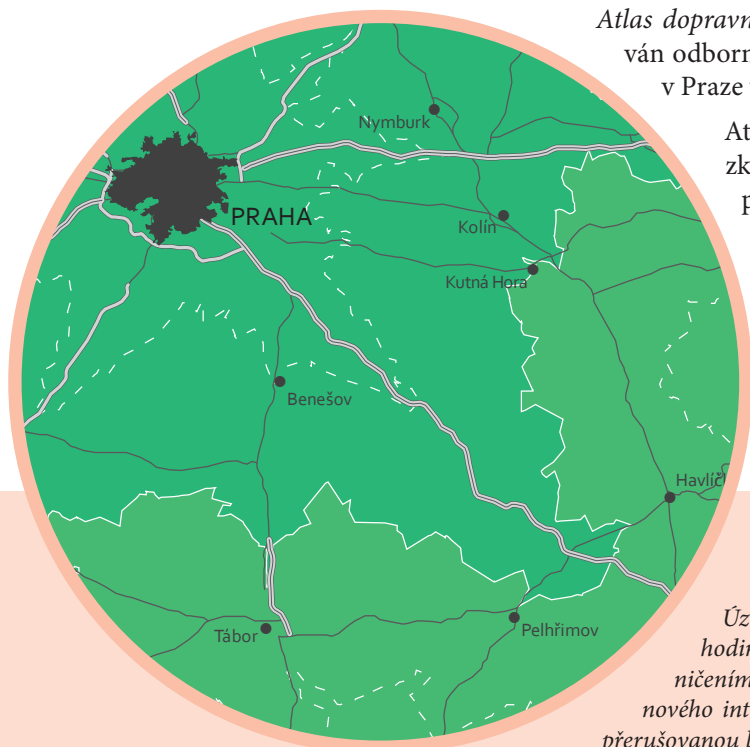 Atlas dopravn
ván odborn
v Praze
At
zk
p
Nymburk
PRAHA
Kolín
Kutná Hora
Benešov
Havlíčk
Tábor
Pelhřimov
Úz
hodin
ničením
nového int
přerušovanou l